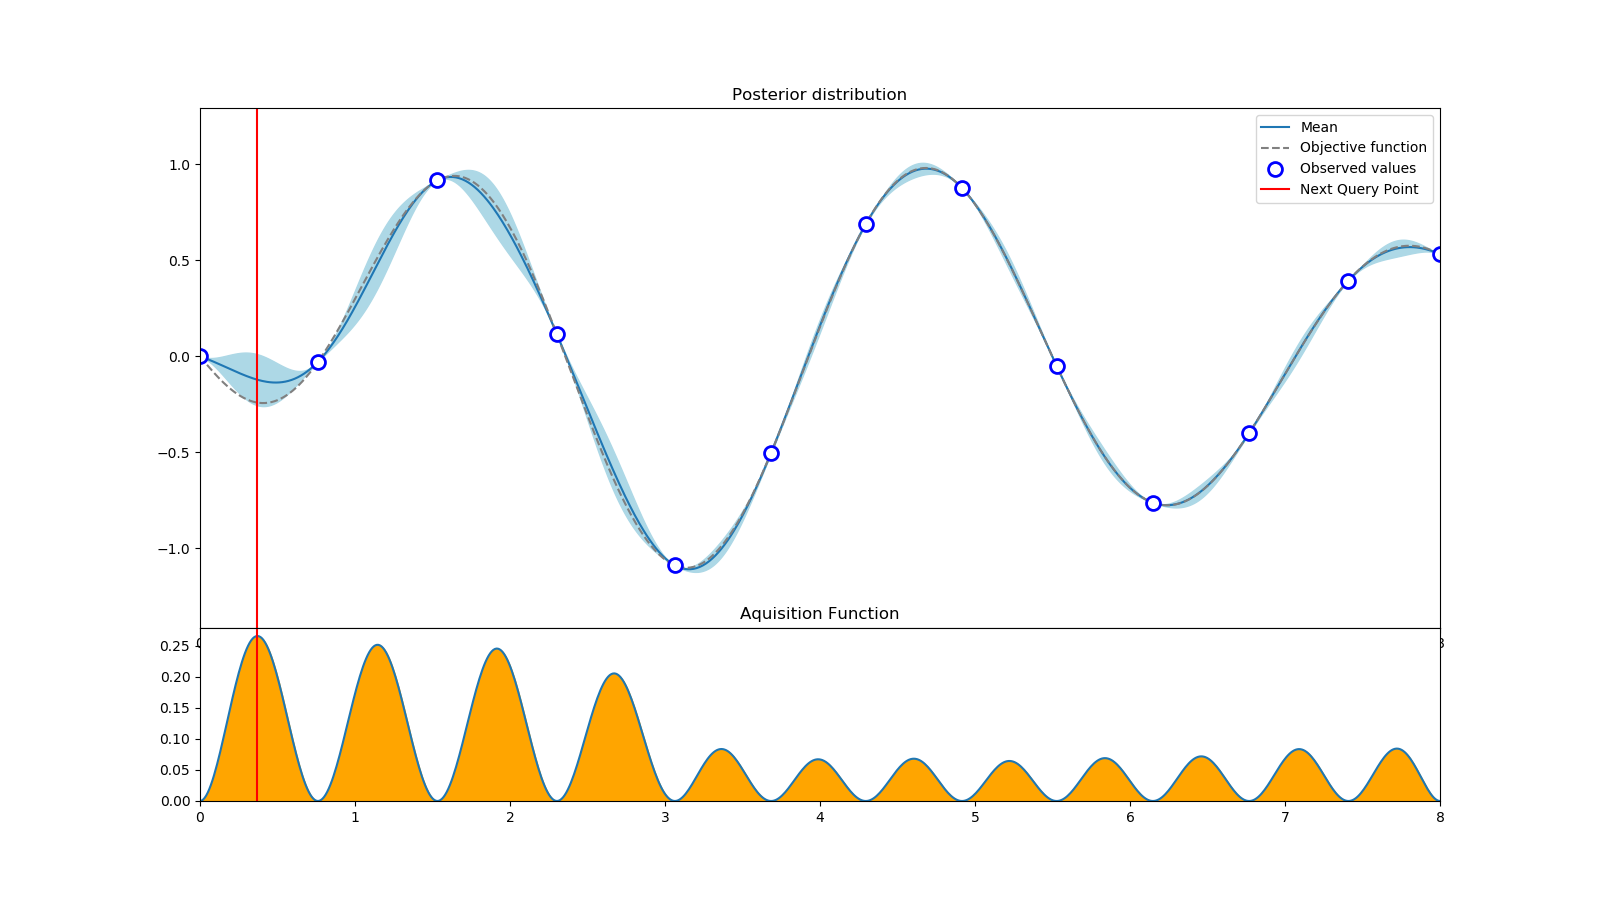 Posterior distribution
Mean
Objective function
Observed values
Next Query Point
1.0
0.5
0.0
−0.5
−1.0
Aquisition Function
0.25
0.20
0.15
0.10
0.05
0.00
0 1 2 3 4 5 6 7 8